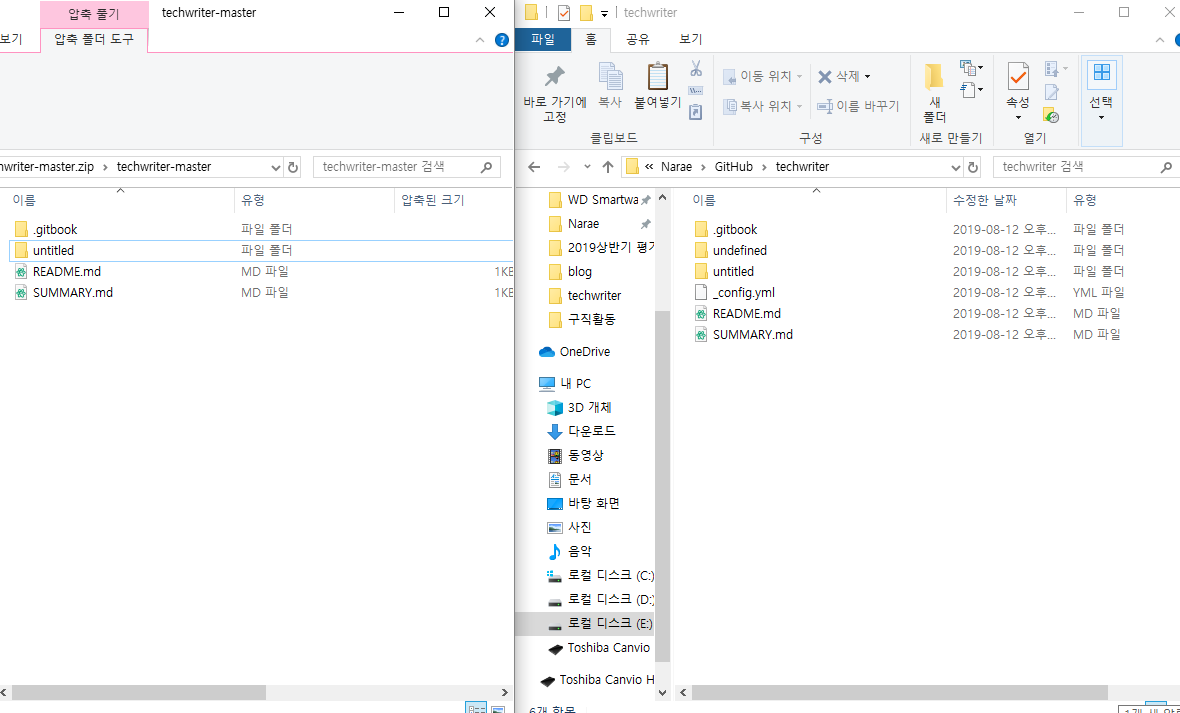 압축 풀기
techwriter-master
보기
압축 폴더 도구
techwriter-master.zip
techwriter-master
techwriter-master 검색
이름
유형
압축된 크기
.gitbook
파일 폴더
untitled
파일 폴더
README.md
MD 파일
1KB
SUMMARY.md
MD 파일
1KB
techwriter
파일
홈
공유
보기
바로 가기에
고정
복사
붙여넣기
이동 위치
복사 위치
삭제
이름 바꾸기
새
폴더
속성
선택
클립보드
구성
새로 만들기
열기
Narae
GitHub
techwriter
techwriter 검색
WD Smartwa
Narae
2019상반기 평가
blog
techwriter
구직활동
OneDrive
내 PC
3D 개체
다운로드
동영상
문서
바탕 화면
사진
음악
로컬 디스크 (C:)
로컬 디스크 (D:)
로컬 디스크 (E:)
Toshiba Canvio
Toshiba Canvio H
이름
수정한 날짜
유형
.gitbook
2019-08-12 오후...
파일 폴더
undefined
2019-08-12 오후...
파일 폴더
untitled
2019-08-12 오후...
파일 폴더
_config.yml
2019-08-12 오후...
YML 파일
README.md
2019-08-12 오후...
MD 파일
SUMMARY.md
2019-08-12 오후...
MD 파일
6개 항목